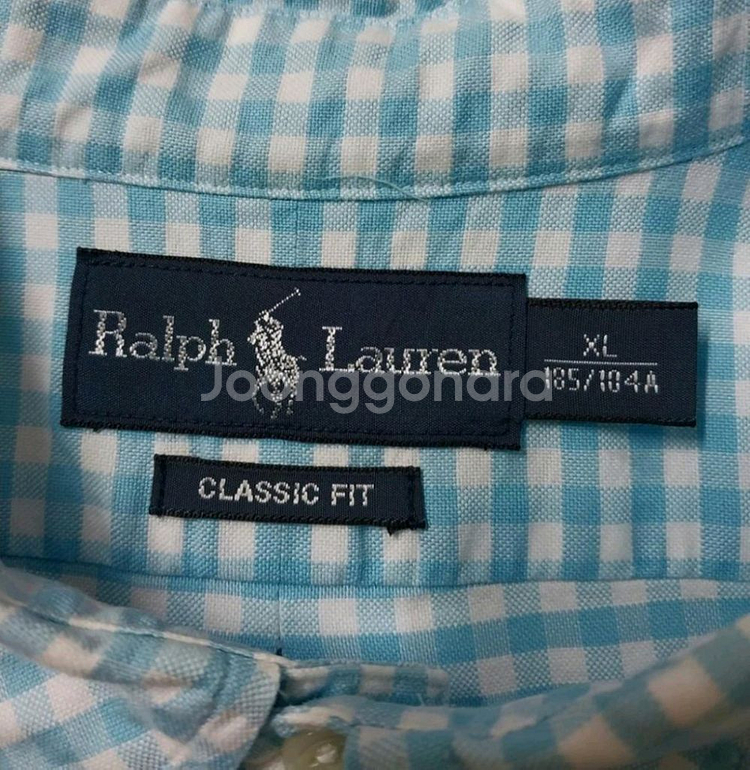 Ralph Lauren
XL
185/104A
Joonggonara
CLASSIC FIT